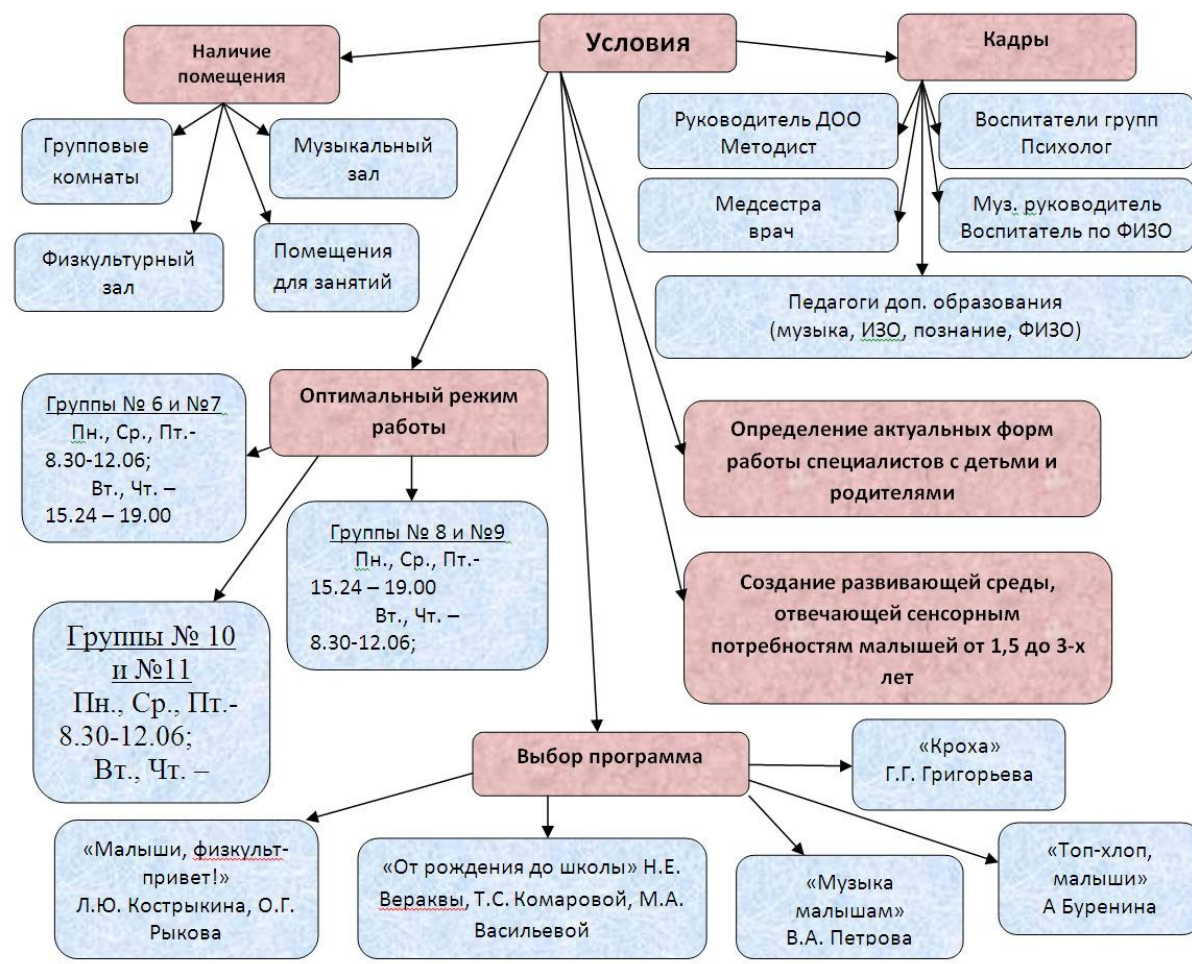 Условия
Наличие
помещения
Групповые
комнаты
Музыкальный
зал
Физкультурный
зал
Помещения
для занятий
Кадры
Руководитель ДОО
Методист
Воспитатели групп
Психолог
Медсестра
врач
Муз. руководитель
Воспитатель по ФИЗО
Педагоги доп. образования
(музыка, ИЗО, познание, ФИЗО)
Оптимальный режим
работы
Группы № 6 и №7
Пн., Ср., Пт.-
8.30-12.06;
Вт., Чт. –
15.24 – 19.00
Группы № 8 и №9
Пн., Ср., Пт.-
15.24 – 19.00
Вт., Чт. –
8.30-12.06;
Группы № 10
и №11
Пн., Ср., Пт.-
8.30-12.06;
Вт., Чт. –
Определение актуальных форм
работы специалистов с детьми и
родителями
Создание развивающей среды,
отвечающей сенсорным
потребностям малышей от 1,5 до 3-х
лет
Выбор программа
«Кроха»
Г.Г. Григорьева
«Малыши, физкульт-
привет!»
Л.Ю. Кострыкина, О.Г.
Рыкова
«От рождения до школы» Н.Е.
Вераквы, Т.С. Комаровой, М.А.
Васильевой
«Музыка
малышам»
В.А. Петрова
«Топ-хлоп,
малыши»
А Буренина